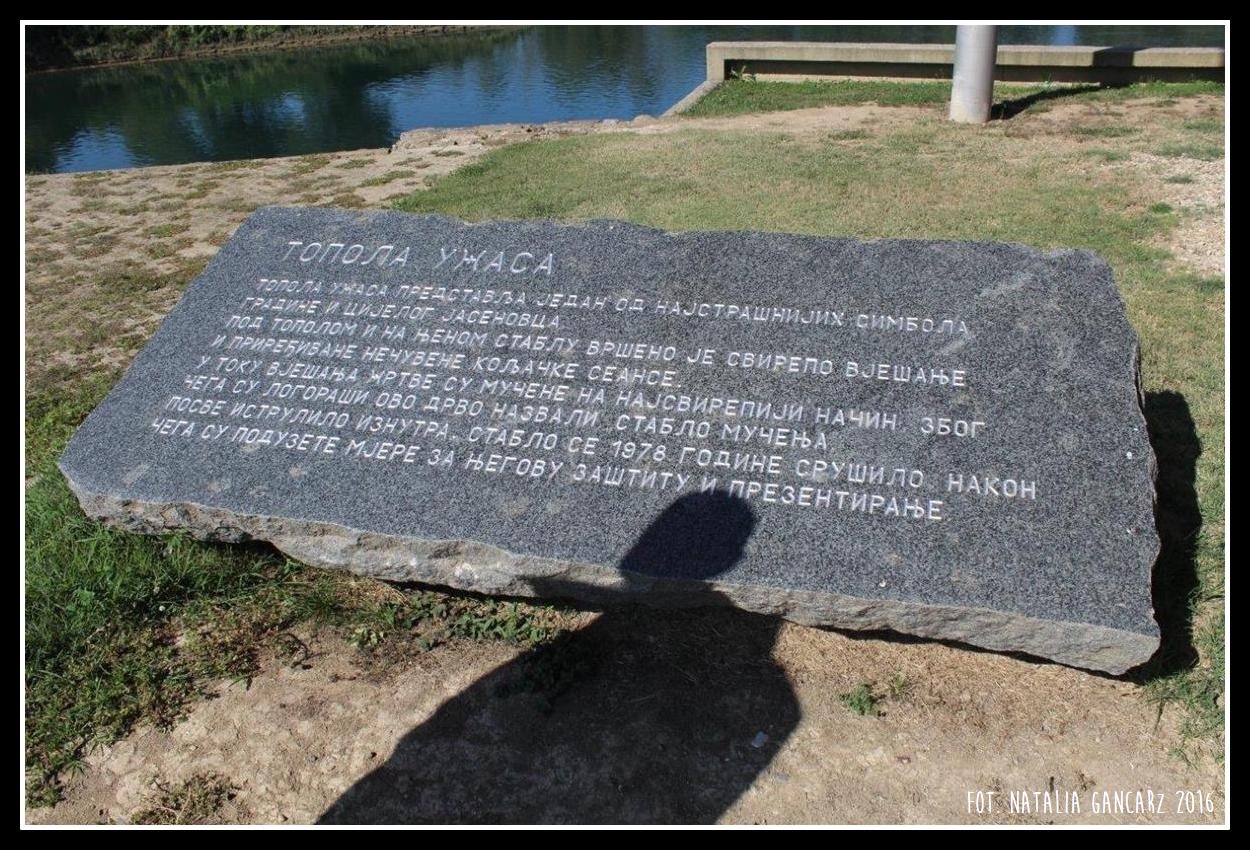 ТОПОЛА УЖАСА
ТОПОЛА УЖАСА ПРЕДСТАВЉА ЈЕДАН ОД НАЈСТРАШНИЈИХ СИМБОЛА
ГРАДИНЕ И ЦИЈЕЛОГ ЈАСЕНОВЦА.
ПОД ТОПОЛОМ И НА ЊЕНОМ СТАБЛУ ВРШЕНО ЈЕ СВИРЕПО ВЈЕШАЊЕ
И ПРИРЕЂИВАНЕ НЕЧУВЕНЕ КОЉАЧКЕ СЕАНСЕ.
У ТОКУ ВЈЕШАЊА ЖРТВЕ СУ МУЧЕНЕ НА НАЈСВИРЕПИЈИ НАЧИН ЗБОГ
ЧЕГА СУ ЛОГОРАШИ ОВО ДРВО НАЗВАЛИ СТАБЛО МУЧЕЊА
ПОСВЕ ИСТРУЛИЛО ИЗНУТРА, СТАБЛО СЕ 1978 ГОДИНЕ СРУШИЛО НАКОН
ЧЕГА СУ ПОДУЗЕТЕ МЈЕРЕ ЗА ЊЕГОВУ ЗАШТИТУ И ПРЕЗЕНТИРАЊЕ
FOT. NATALIA GANCARZ 2016